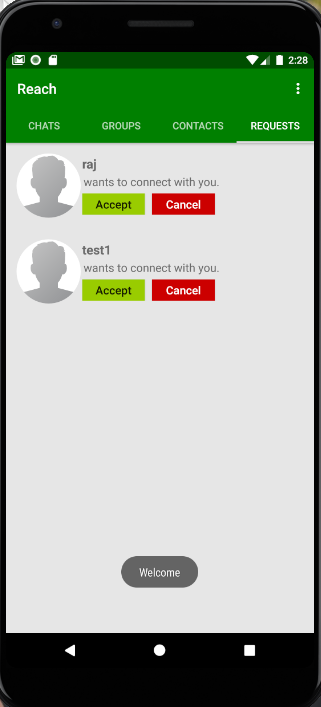 2:28
Reach
CHATS GROUPS CONTACTS REQUESTS
raj
wants to connect with you.
Accept Cancel
test1
wants to connect with you.
Accept Cancel
Welcome